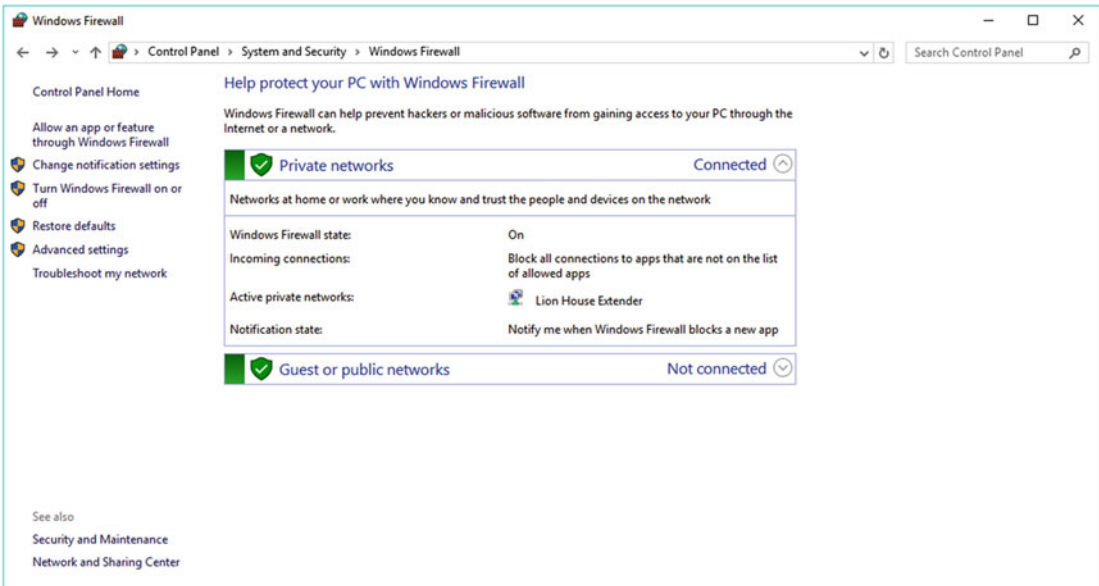 Windows Firewall
Control Panel > System and Security > Windows Firewall
Search Control Panel
Control Panel Home
Allow an app or feature
through Windows Firewall
Change notification settings
Turn Windows Firewall on or
off
Restore defaults
Advanced settings
Troubleshoot my network
Help protect your PC with Windows Firewall
Windows Firewall can help prevent hackers or malicious software from gaining access to your PC through the
Internet or a network.
Private networks Connected
Networks at home or work where you know and trust the people and devices on the network
Windows Firewall state: On
Incoming connections: Block all connections to apps that are not on the list
of allowed apps
Active private networks: Lion House Extender
Notification state: Notify me when Windows Firewall blocks a new app
Guest or public networks Not connected
See also
Security and Maintenance
Network and Sharing Center